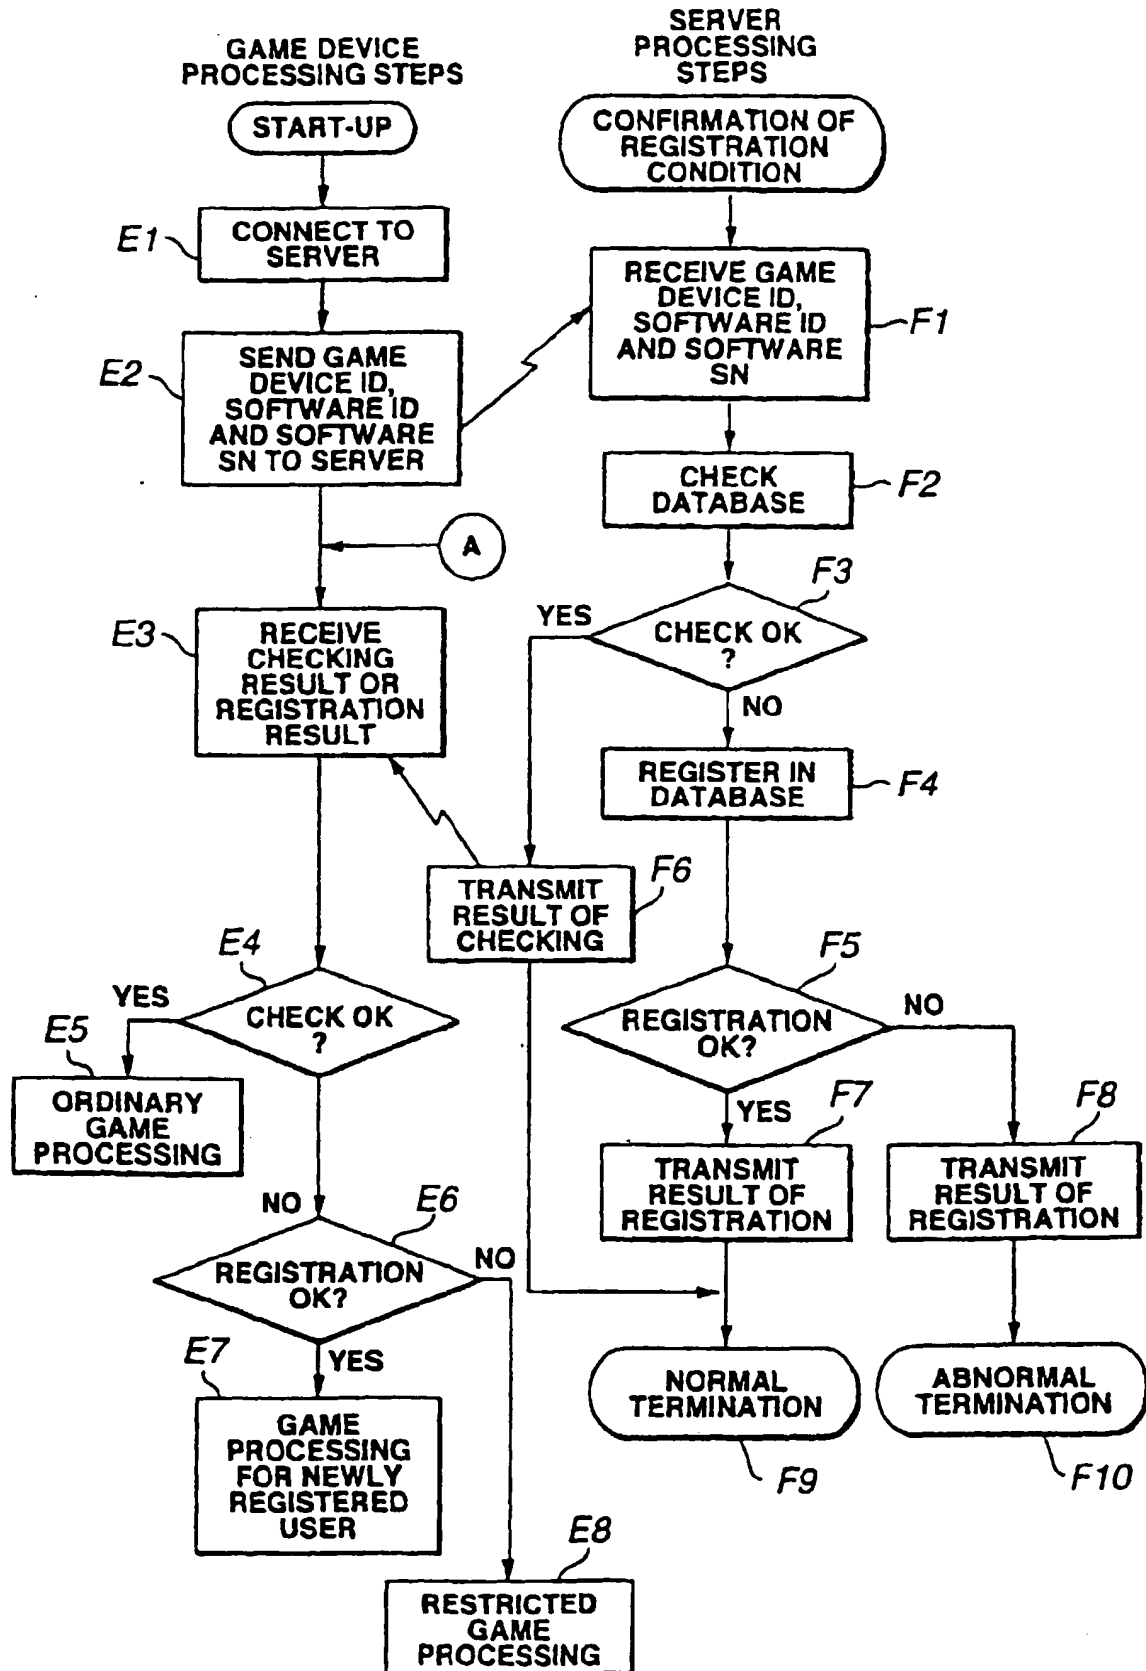 GAME DEVICE
PROCESSING STEPS
START-UP
E1
CONNECT TO
SERVER
E2
SEND GAME
DEVICE ID,
SOFTWARE ID
AND SOFTWARE
SN TO SERVER
A
E3
RECEIVE
CHECKING
RESULT OR
REGISTRATION
RESULT
E4
CHECK OK
?
YES
E5
ORDINARY
GAME
PROCESSING
NO
E6
REGISTRATION
OK?
NO
YES
E7
GAME
PROCESSING
FOR NEWLY
REGISTERED
USER
E8
RESTRICTED
GAME
PROCESSING
SERVER
PROCESSING
STEPS
CONFIRMATION OF
REGISTRATION
CONDITION
RECEIVE GAME
DEVICE ID,
SOFTWARE ID
AND SOFTWARE
SN
F1
CHECK
DATABASE
F2
F3
CHECK OK
?
YES
NO
REGISTER IN
DATABASE
F4
F6
TRANSMIT
RESULT OF
CHECKING
F5
REGISTRATION
OK?
NO
YES
F7
TRANSMIT
RESULT OF
REGISTRATION
F8
TRANSMIT
RESULT OF
REGISTRATION
NORMAL
TERMINATION
F9
ABNORMAL
TERMINATION
F10